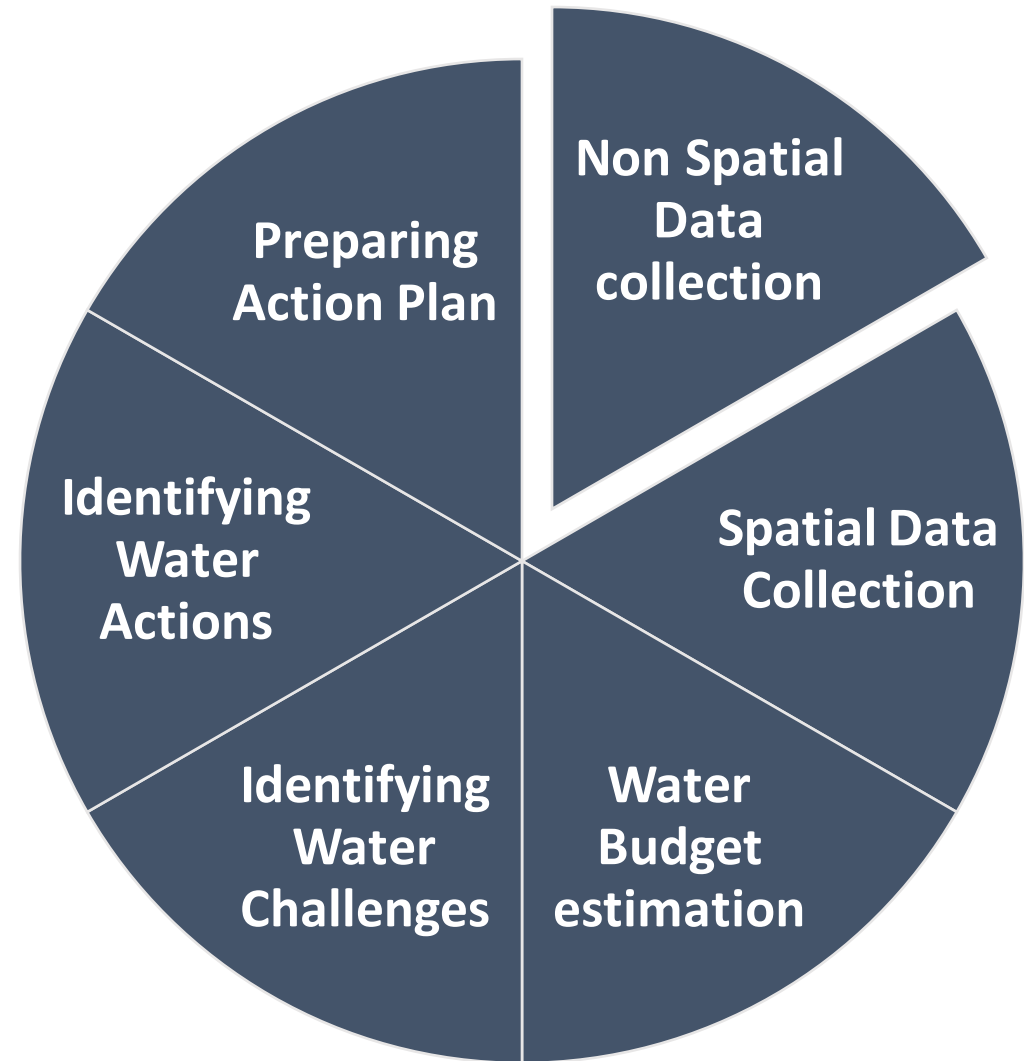 Non Spatial
Data
collection
Spatial Data
Collection
Water
Budget
estimation
Identifying
Water
Challenges
Identifying
Water
Actions
Preparing
Action Plan